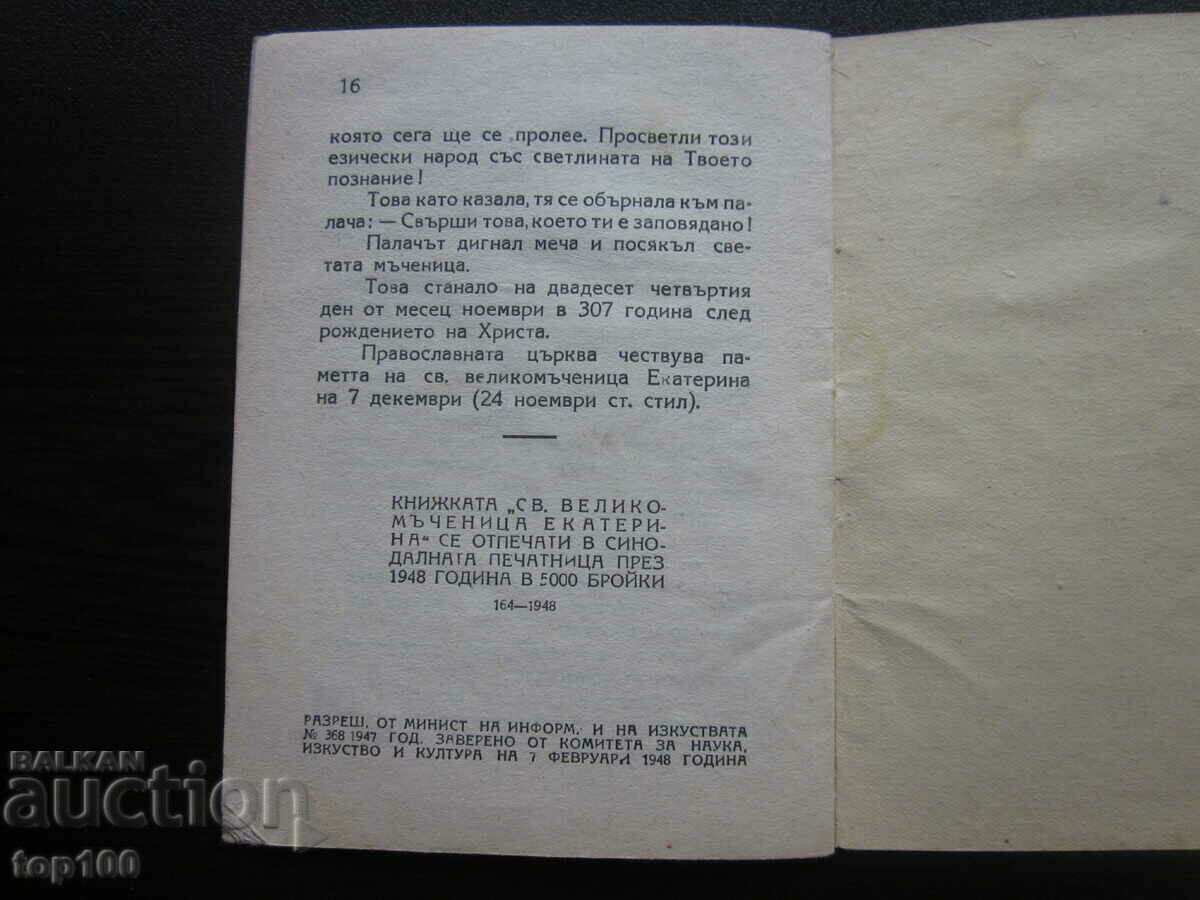 16
която сега ще се пролее. Просветли този
езически народ със светлината на Твоето
познание!
Това като казала, тя се обърнала към па-
лача: — Свърши това, което ти е заповядано!
Палачът дигнал меча и посякъл све-
тата мъченица.
Това станало на двадесет четвъртия
ден от месец ноември в 307 година след
рождението на Христа.
Православната църква чествува па-
метта на св. великомъченица Екатерина
на 7 декември (24 ноември ст. стил).
КНИЖКАТА „СВ. ВЕЛИКО-
МЪЧЕНИЦА ЕКАТЕРИ-
НА“ СЕ ОТПЕЧАТИ В СИНО-
ДАЛНАТА ПЕЧАТНИЦА ПРЕЗ
1948 ГОДИНА В 5000 БРОЙКИ
164—1948
РАЗРЕШ. ОТ МИНИСТ НА ИНФОРМ. И НА ИЗКУСТВАТА
№ 368 1947 ГОД. ЗАВЕРЕНО ОТ КОМИТЕТА ЗА НАУКА,
ИЗКУСТВО И КУЛТУРА НА 7 ФЕВРУАРИ 1948 ГОДИНА
BALKAN
auction
top100